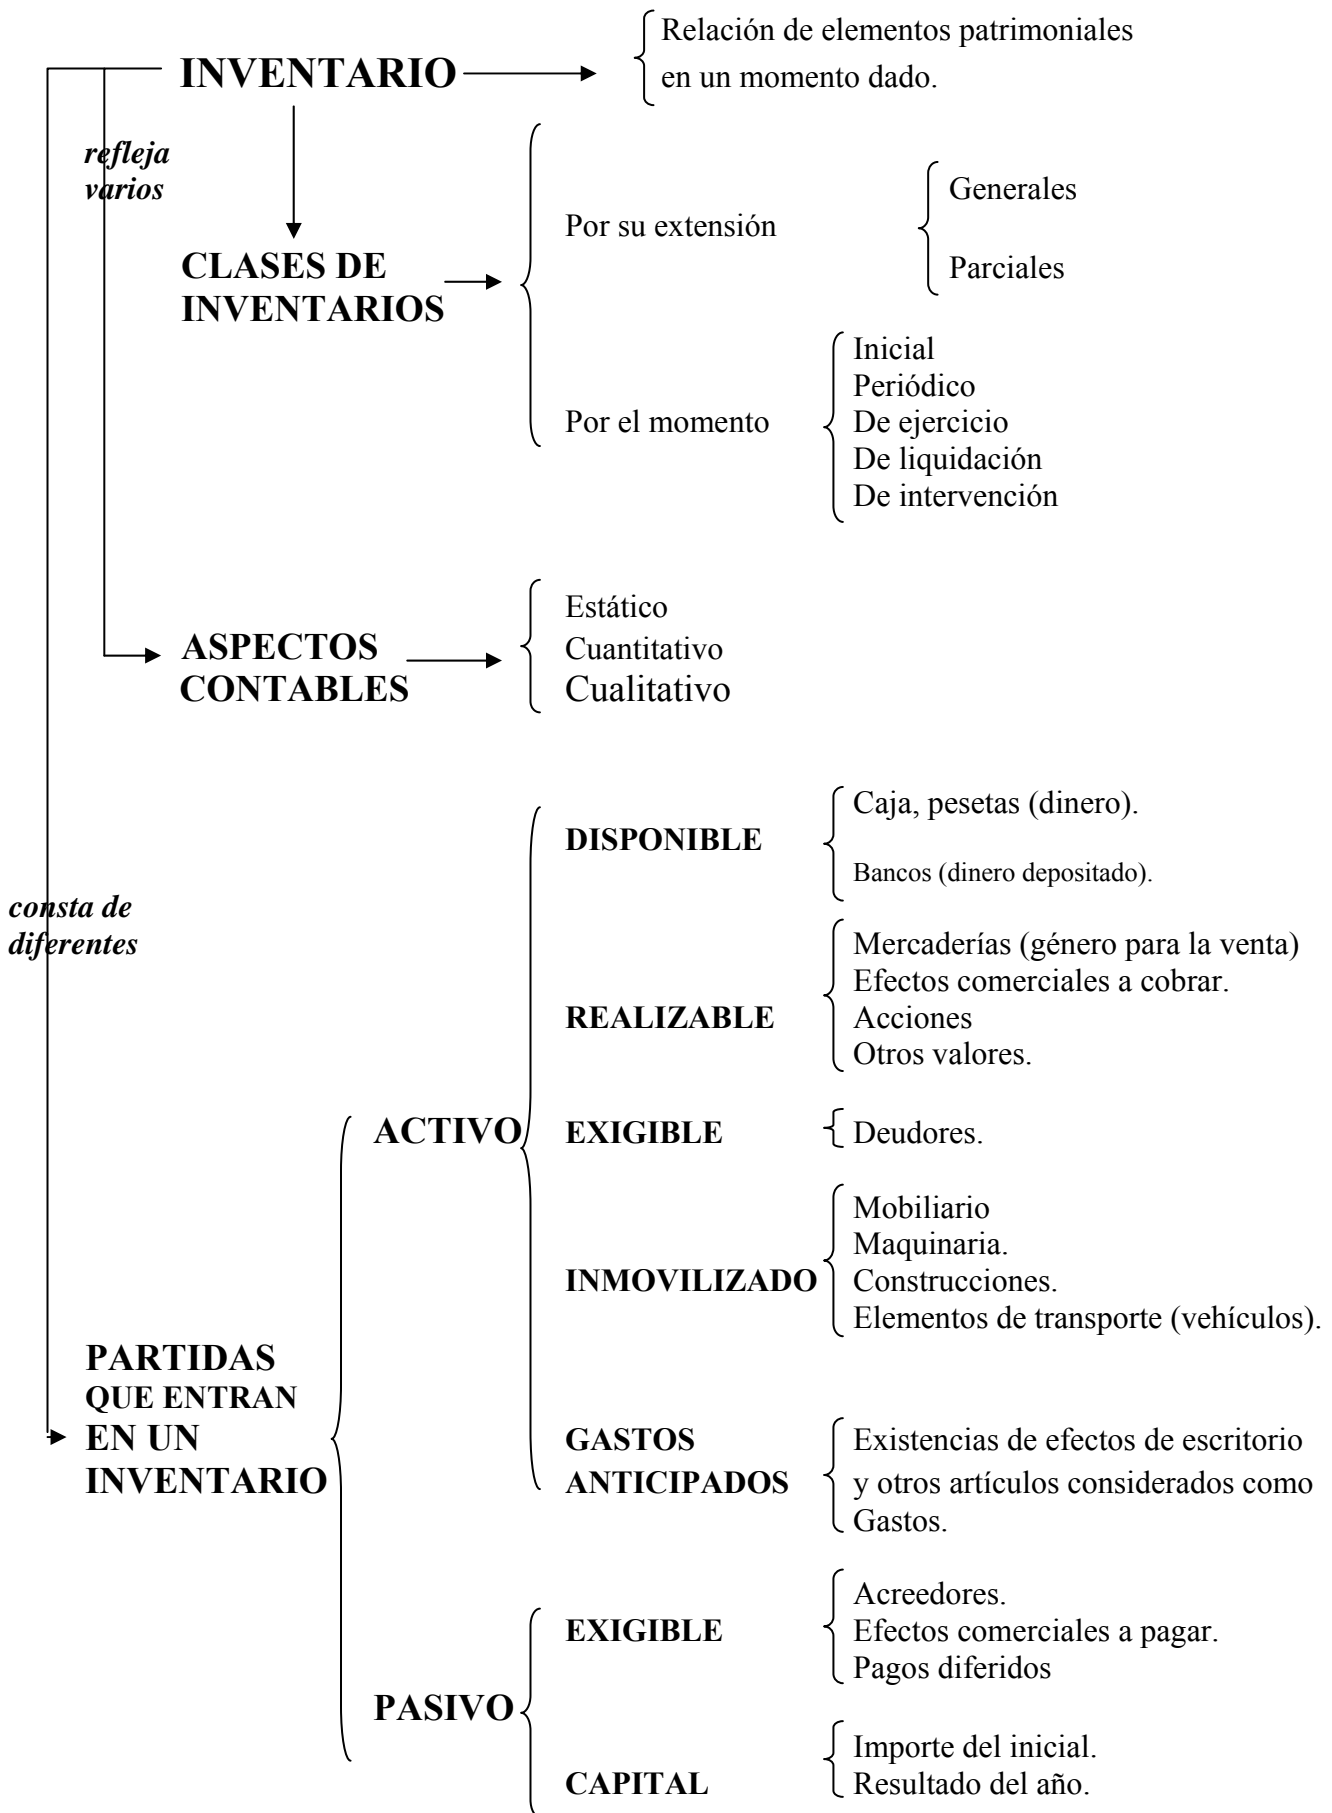 INVENTARIO
Relación de elementos patrimoniales
en un momento dado.
refleja
varios
CLASES DE
INVENTARIOS
Por su extensión
Generales
Parciales
Por el momento
Inicial
Periódico
De ejercicio
De liquidación
De intervención
ASPECTOS
CONTABLES
Estático
Cuantitativo
Cualitativo
consta de
diferentes
PARTIDAS
QUE ENTRAN
EN UN
INVENTARIO
ACTIVO
DISPONIBLE
Caja, pesetas (dinero).
Bancos (dinero depositado).
REALIZABLE
Mercaderías (género para la venta)
Efectos comerciales a cobrar.
Acciones
Otros valores.
EXIGIBLE
Deudores.
INMOVILIZADO
Mobiliario
Maquinaria.
Construcciones.
Elementos de transporte (vehículos).
GASTOS
ANTICIPADOS
Existencias de efectos de escritorio
y otros artículos considerados como
Gastos.
PASIVO
EXIGIBLE
Acreedores.
Efectos comerciales a pagar.
Pagos diferidos
CAPITAL
Importe del inicial.
Resultado del año.